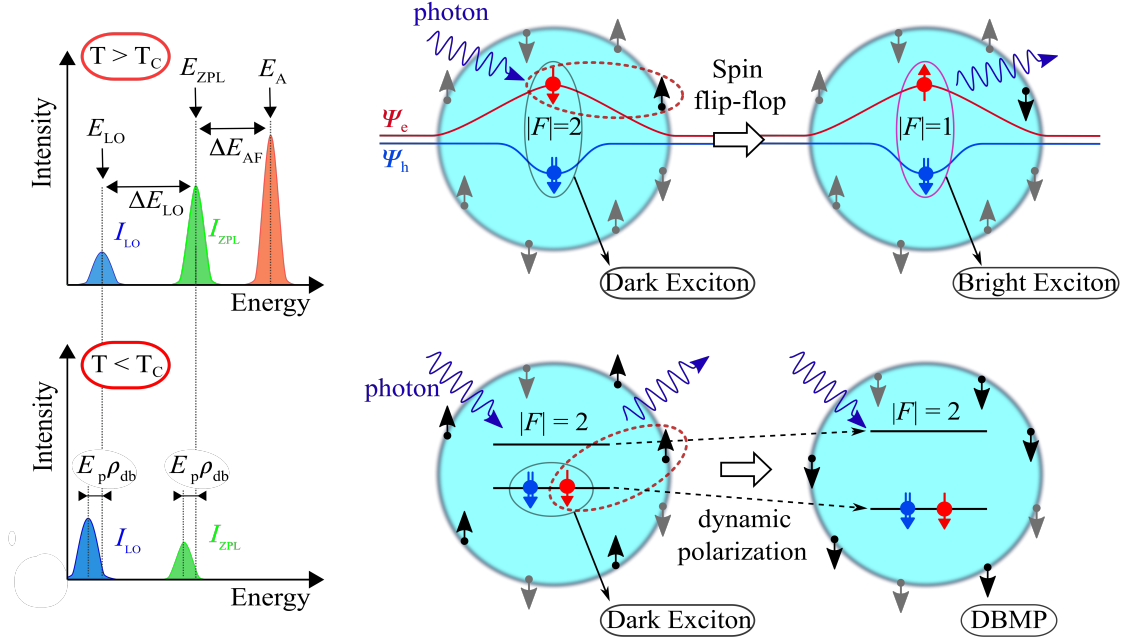 T > T_C
Intensity
E_LO
E_ZPL
E_A
ΔE_AF
ΔE_LO
I_LO
I_ZPL
Energy
photon
Ψ_e
Ψ_h
|F|=2
Dark Exciton
Spin
flip-flop
|F|=1
Bright Exciton
T < T_C
Intensity
E_pρ_db
E_pρ_db
I_LO
I_ZPL
Energy
photon
|F| = 2
Dark Exciton
dynamic
polarization
|F| = 2
DBMP